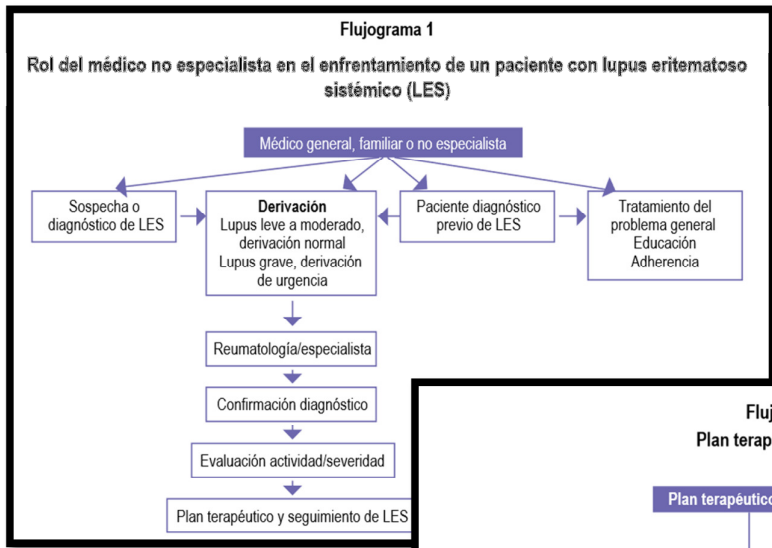 Flujograma 1
Rol del médico no especialista en el enfrentamiento de un paciente con lupus eritematoso
sistémico (LES)
Médico general, familiar o no especialista
Sospecha o
diagnóstico de LES
Derivación
Lupus leve a moderado,
derivación normal
Lupus grave, derivación
de urgencia
Paciente diagnóstico
previo de LES
Tratamiento del
problema general
Educación
Adherencia
Reumatología/especialista
Confirmación diagnóstico
Evaluación actividad/severidad
Plan terapéutico y seguimiento de LES
Plan terapéutico